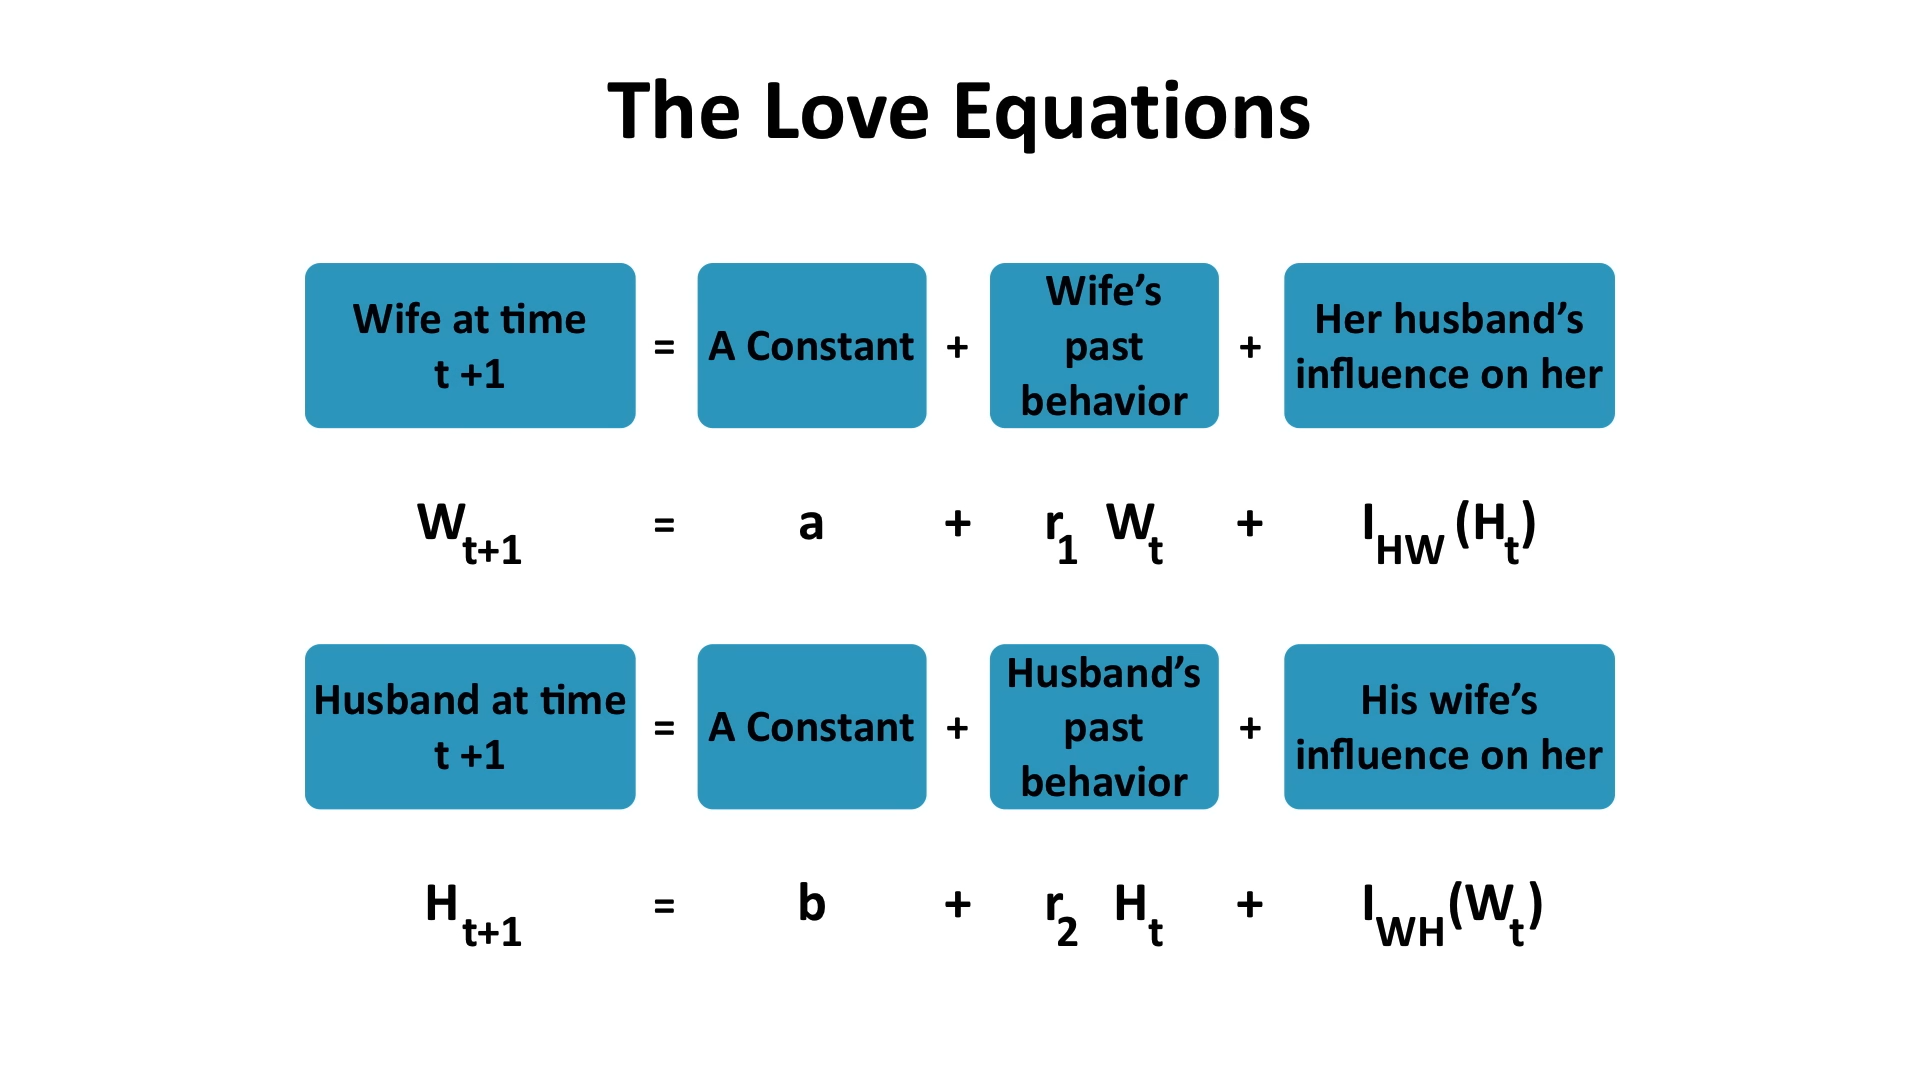 The Love Equations
Wife at time
t +1
=
A Constant
+
Wife’s
past
behavior
+
Her husband’s
influence on her
W t+1 = a + r1 Wt + IHW (Ht)
Husband at time
t +1
=
A Constant
+
Husband’s
past
behavior
+
His wife’s
influence on her
H t+1 = b + r2 Ht + IWH(Wt)